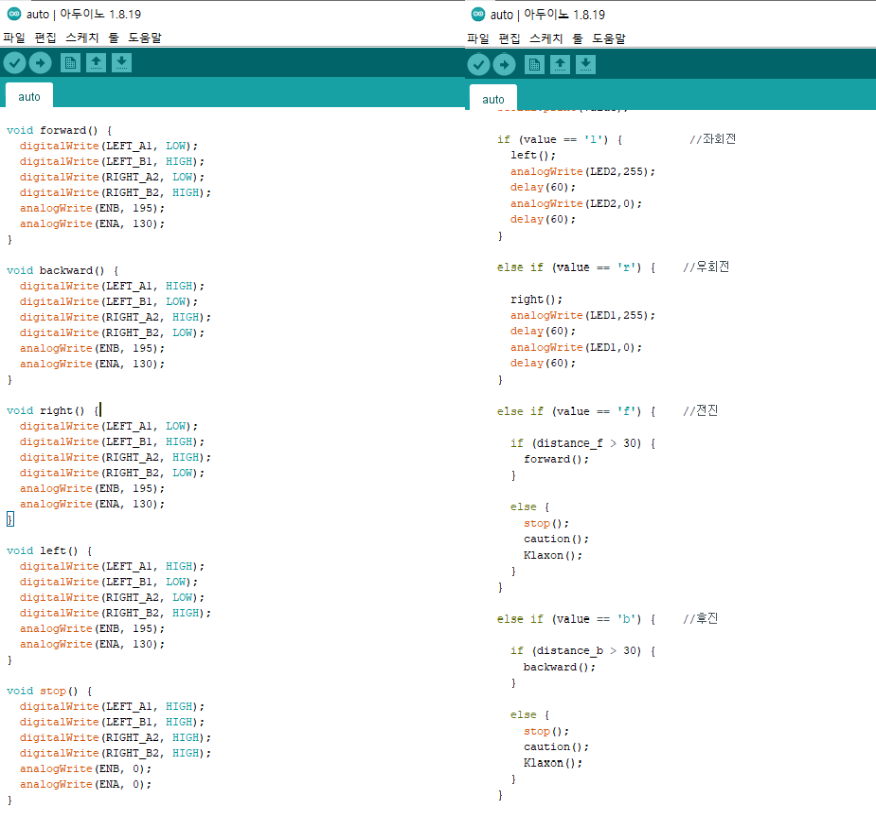 auto | 아두이노 1.8.19
파일 편집 스케치 툴 도움말
auto
void forward() {
digitalWrite(LEFT_A1, LOW);
digitalWrite(LEFT_B1, HIGH);
digitalWrite(RIGHT_A2, LOW);
digitalWrite(RIGHT_B2, HIGH);
analogWrite(ENB, 195);
analogWrite(ENA, 130);
}
void backward() {
digitalWrite(LEFT_A1, HIGH);
digitalWrite(LEFT_B1, LOW);
digitalWrite(RIGHT_A2, HIGH);
digitalWrite(RIGHT_B2, LOW);
analogWrite(ENB, 195);
analogWrite(ENA, 130);
}
void right() {
digitalWrite(LEFT_A1, LOW);
digitalWrite(LEFT_B1, HIGH);
digitalWrite(RIGHT_A2, HIGH);
digitalWrite(RIGHT_B2, LOW);
analogWrite(ENB, 195);
analogWrite(ENA, 130);
}
void left() {
digitalWrite(LEFT_A1, HIGH);
digitalWrite(LEFT_B1, LOW);
digitalWrite(RIGHT_A2, LOW);
digitalWrite(RIGHT_B2, HIGH);
analogWrite(ENB, 195);
analogWrite(ENA, 130);
}
void stop() {
digitalWrite(LEFT_A1, HIGH);
digitalWrite(LEFT_B1, HIGH);
digitalWrite(RIGHT_A2, HIGH);
digitalWrite(RIGHT_B2, HIGH);
analogWrite(ENB, 0);
analogWrite(ENA, 0);
}
auto | 아두이노 1.8.19
파일 편집 스케치 툴 도움말
auto
if (value == 'l') { //좌회전
left();
analogWrite(LED2,255);
delay(60);
analogWrite(LED2,0);
delay(60);
}
else if (value == 'r') { //우회전
right();
analogWrite(LED1,255);
delay(60);
analogWrite(LED1,0);
delay(60);
}
else if (value == 'f') { //전진
if (distance_f > 30) {
forward();
}
else {
stop();
caution();
Klaxon();
}
}
else if (value == 'b') { //후진
if (distance_b > 30) {
backward();
}
else {
stop();
caution();
Klaxon();
}
}